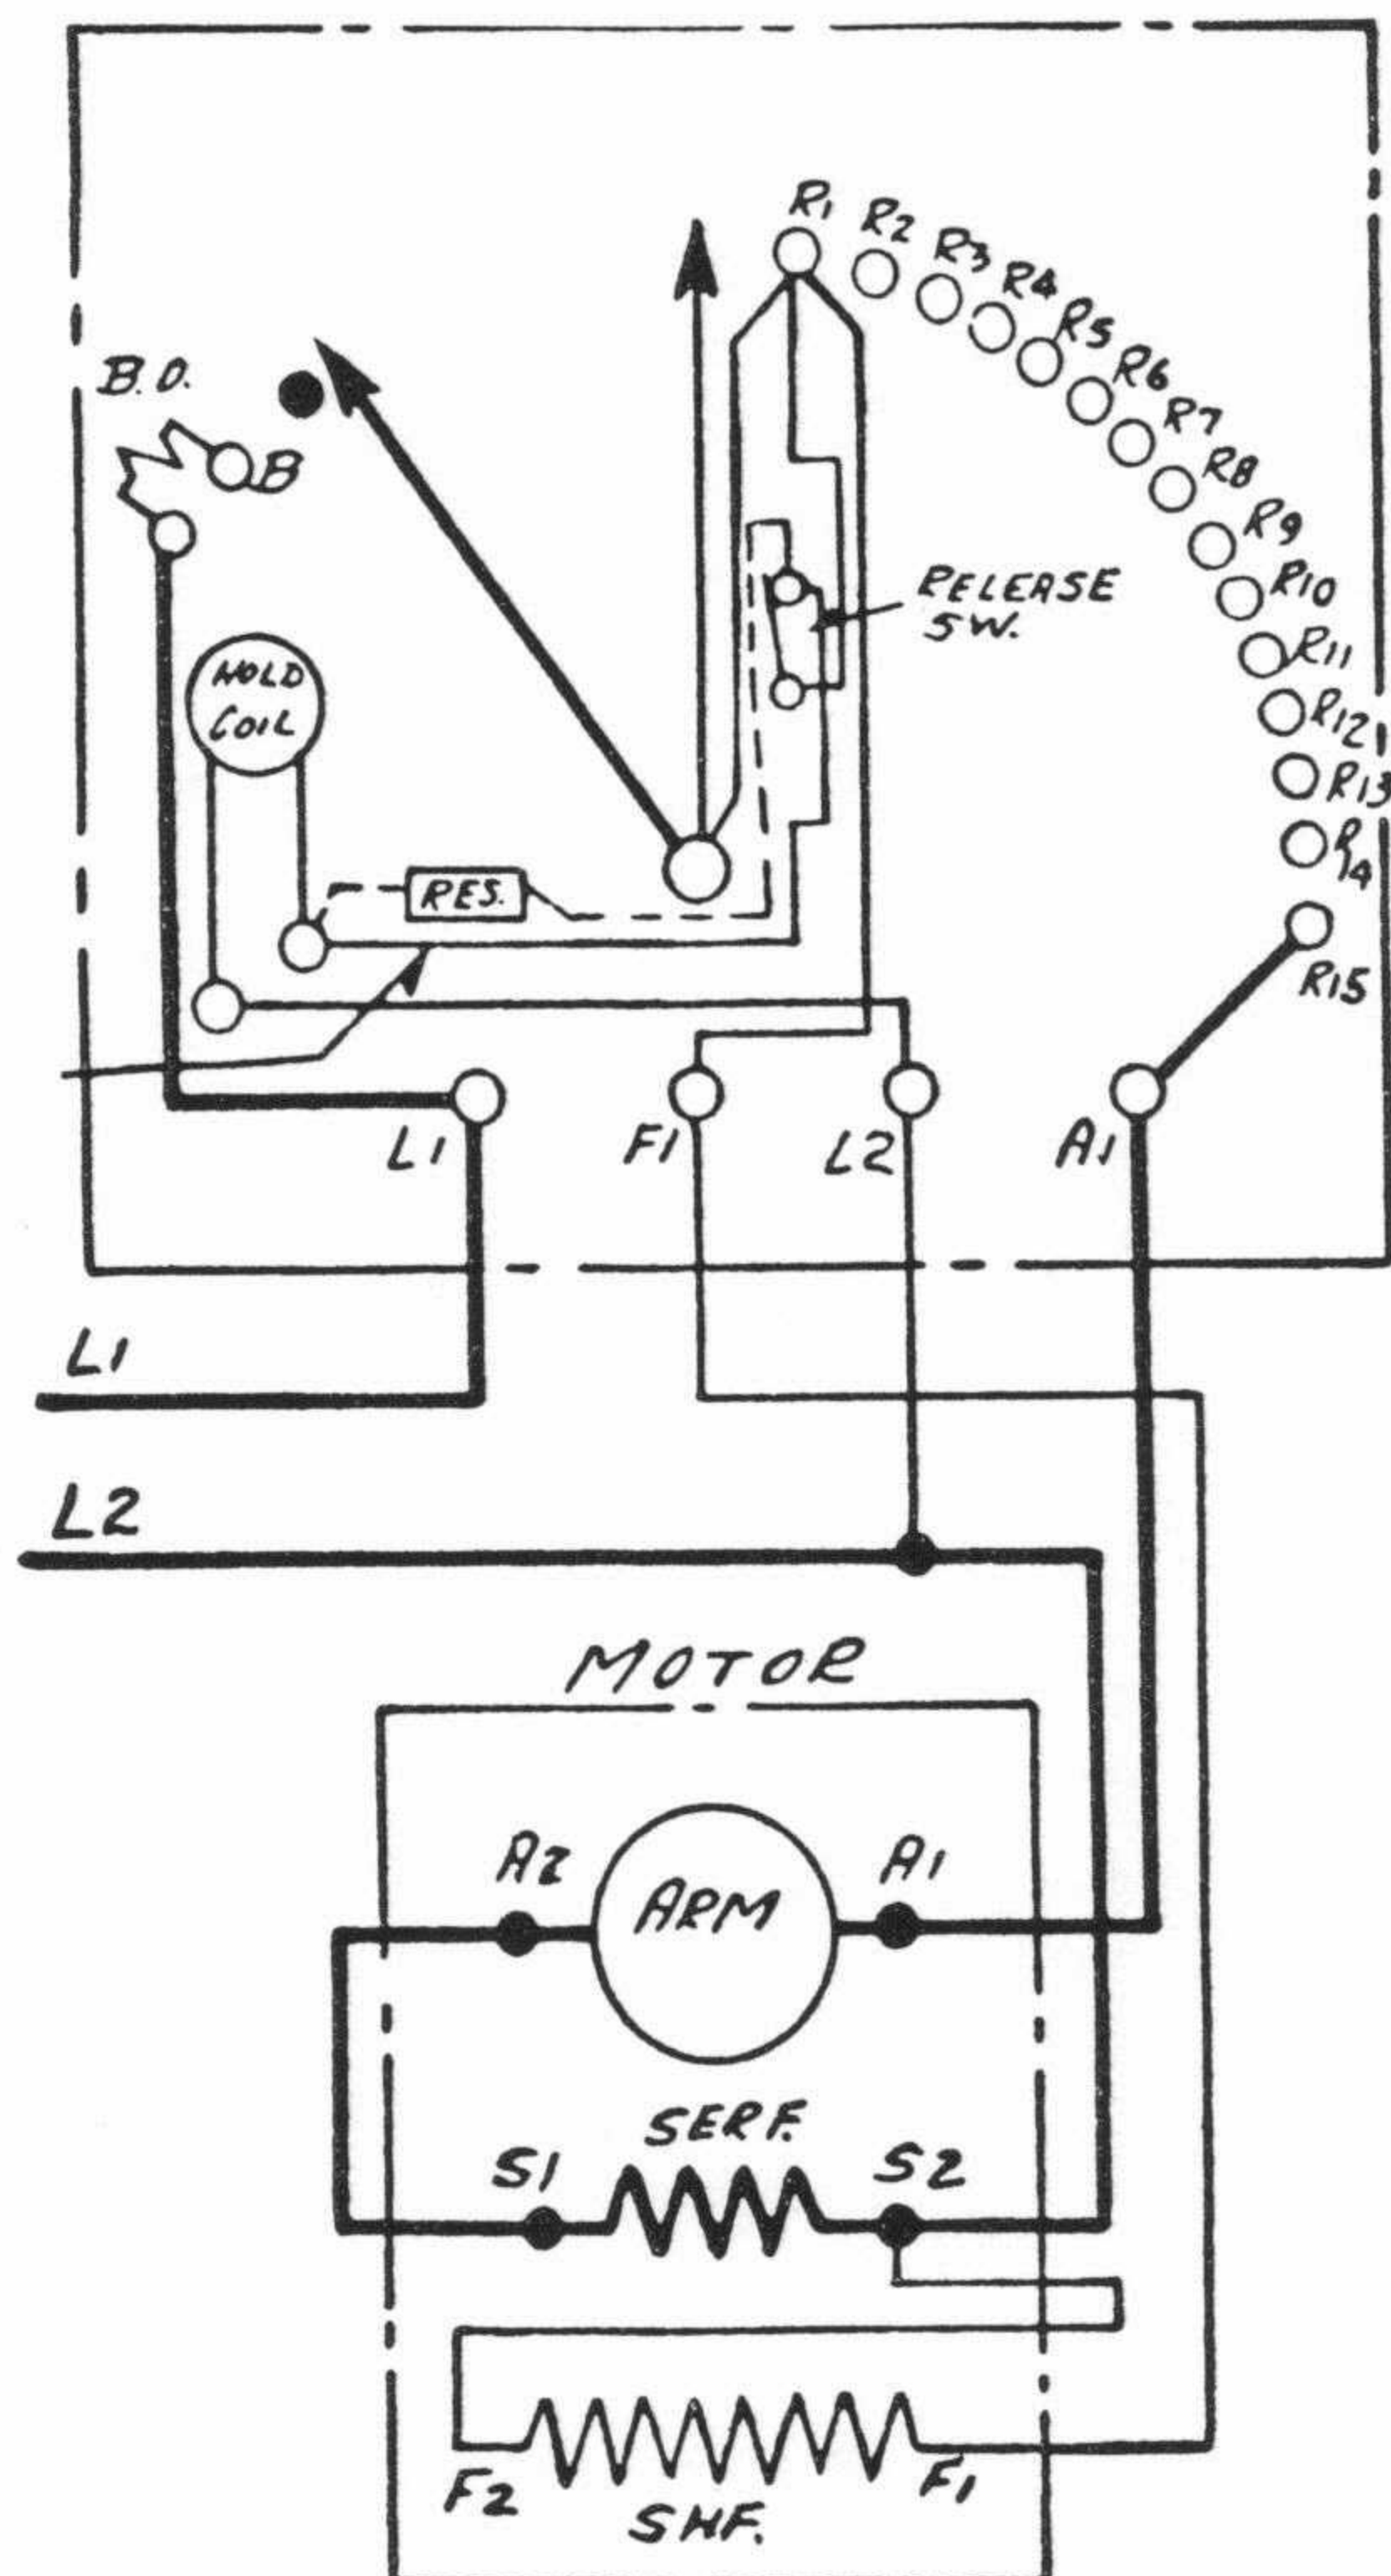 R1
R2
R3
R4
R5
R6
R7
R8
R9
R10
R11
R12
R13
R14
R15
B.O.
B
RELEASE
SW.
HOLD
COIL
RES.
L1
F1
L2
A1
L1
L2
MOTOR
A2
ARM
A1
SERF.
S1
S2
F2
F1
SHF.